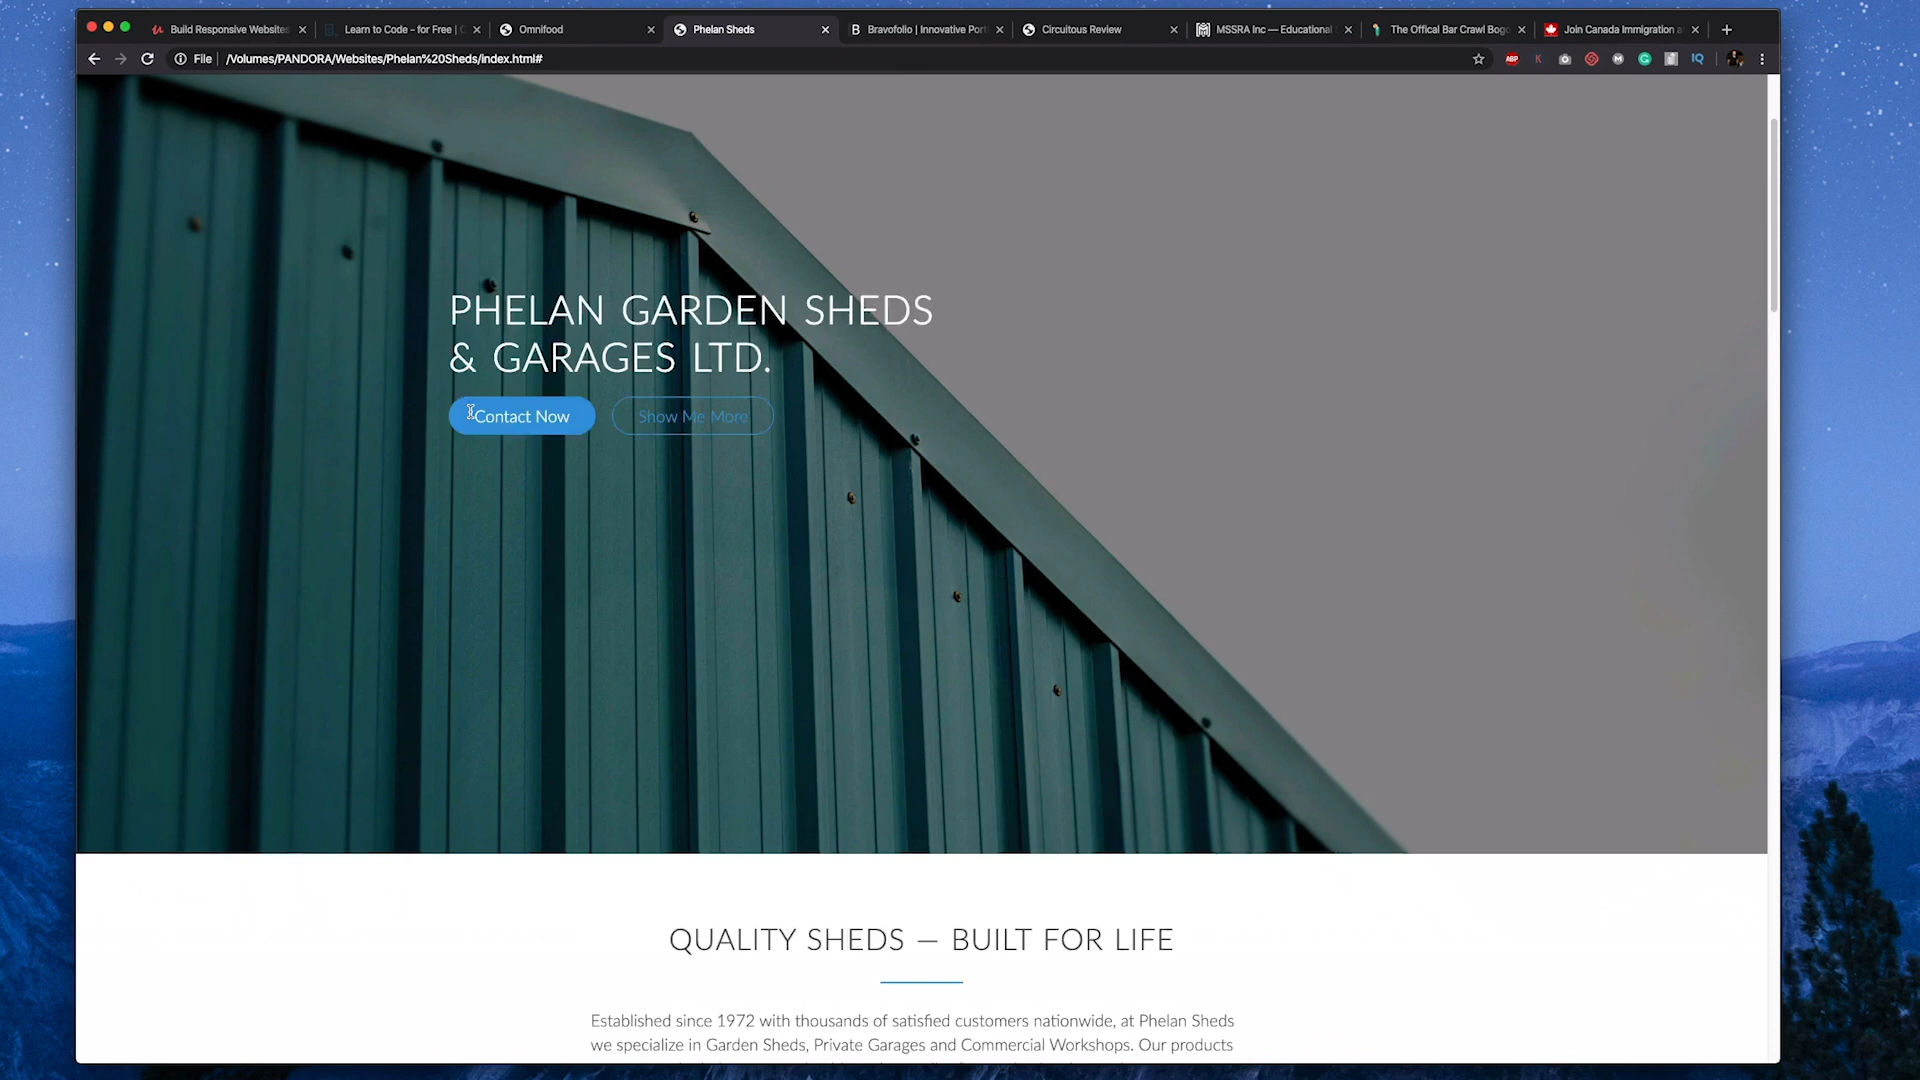 Build Responsive Websites
Learn to Code - for Free |
Omnifood
Phelan Sheds
B Bravofolio | Innovative Port
Circuitous Review
MSSRA Inc — Educational
The Offical Bar Crawl Bogo
Join Canada Immigration
File /Volumes/PANDORA/Websites/Phelan%20Sheds/index.html#
ABP
IQ
PHELAN GARDEN SHEDS
& GARAGES LTD.
Contact Now
Show Me More
QUALITY SHEDS — BUILT FOR LIFE
Established since 1972 with thousands of satisfied customers nationwide, at Phelan Sheds
we specialize in Garden Sheds, Private Garages and Commercial Workshops. Our products